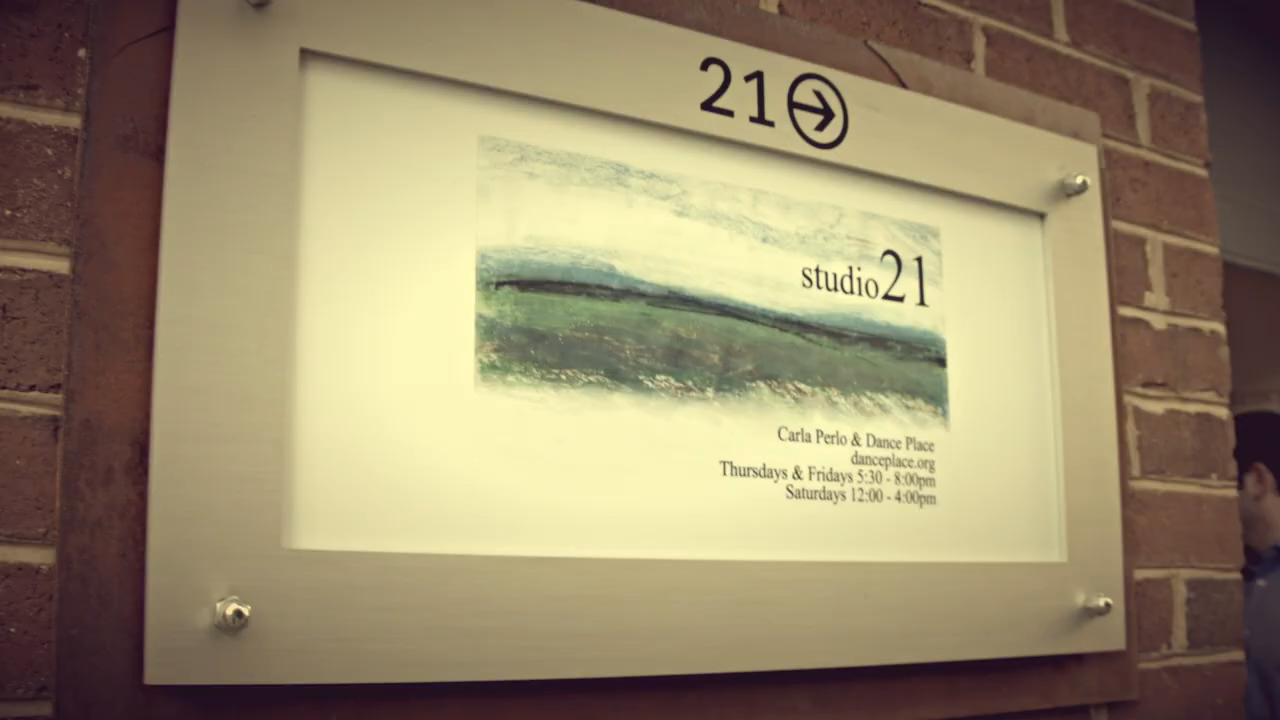 21
studio21
Carla Perlo & Dance Place
danceplace.org
Thursdays & Fridays 5:30 - 8:00pm
Saturdays 12:00 - 4:00pm